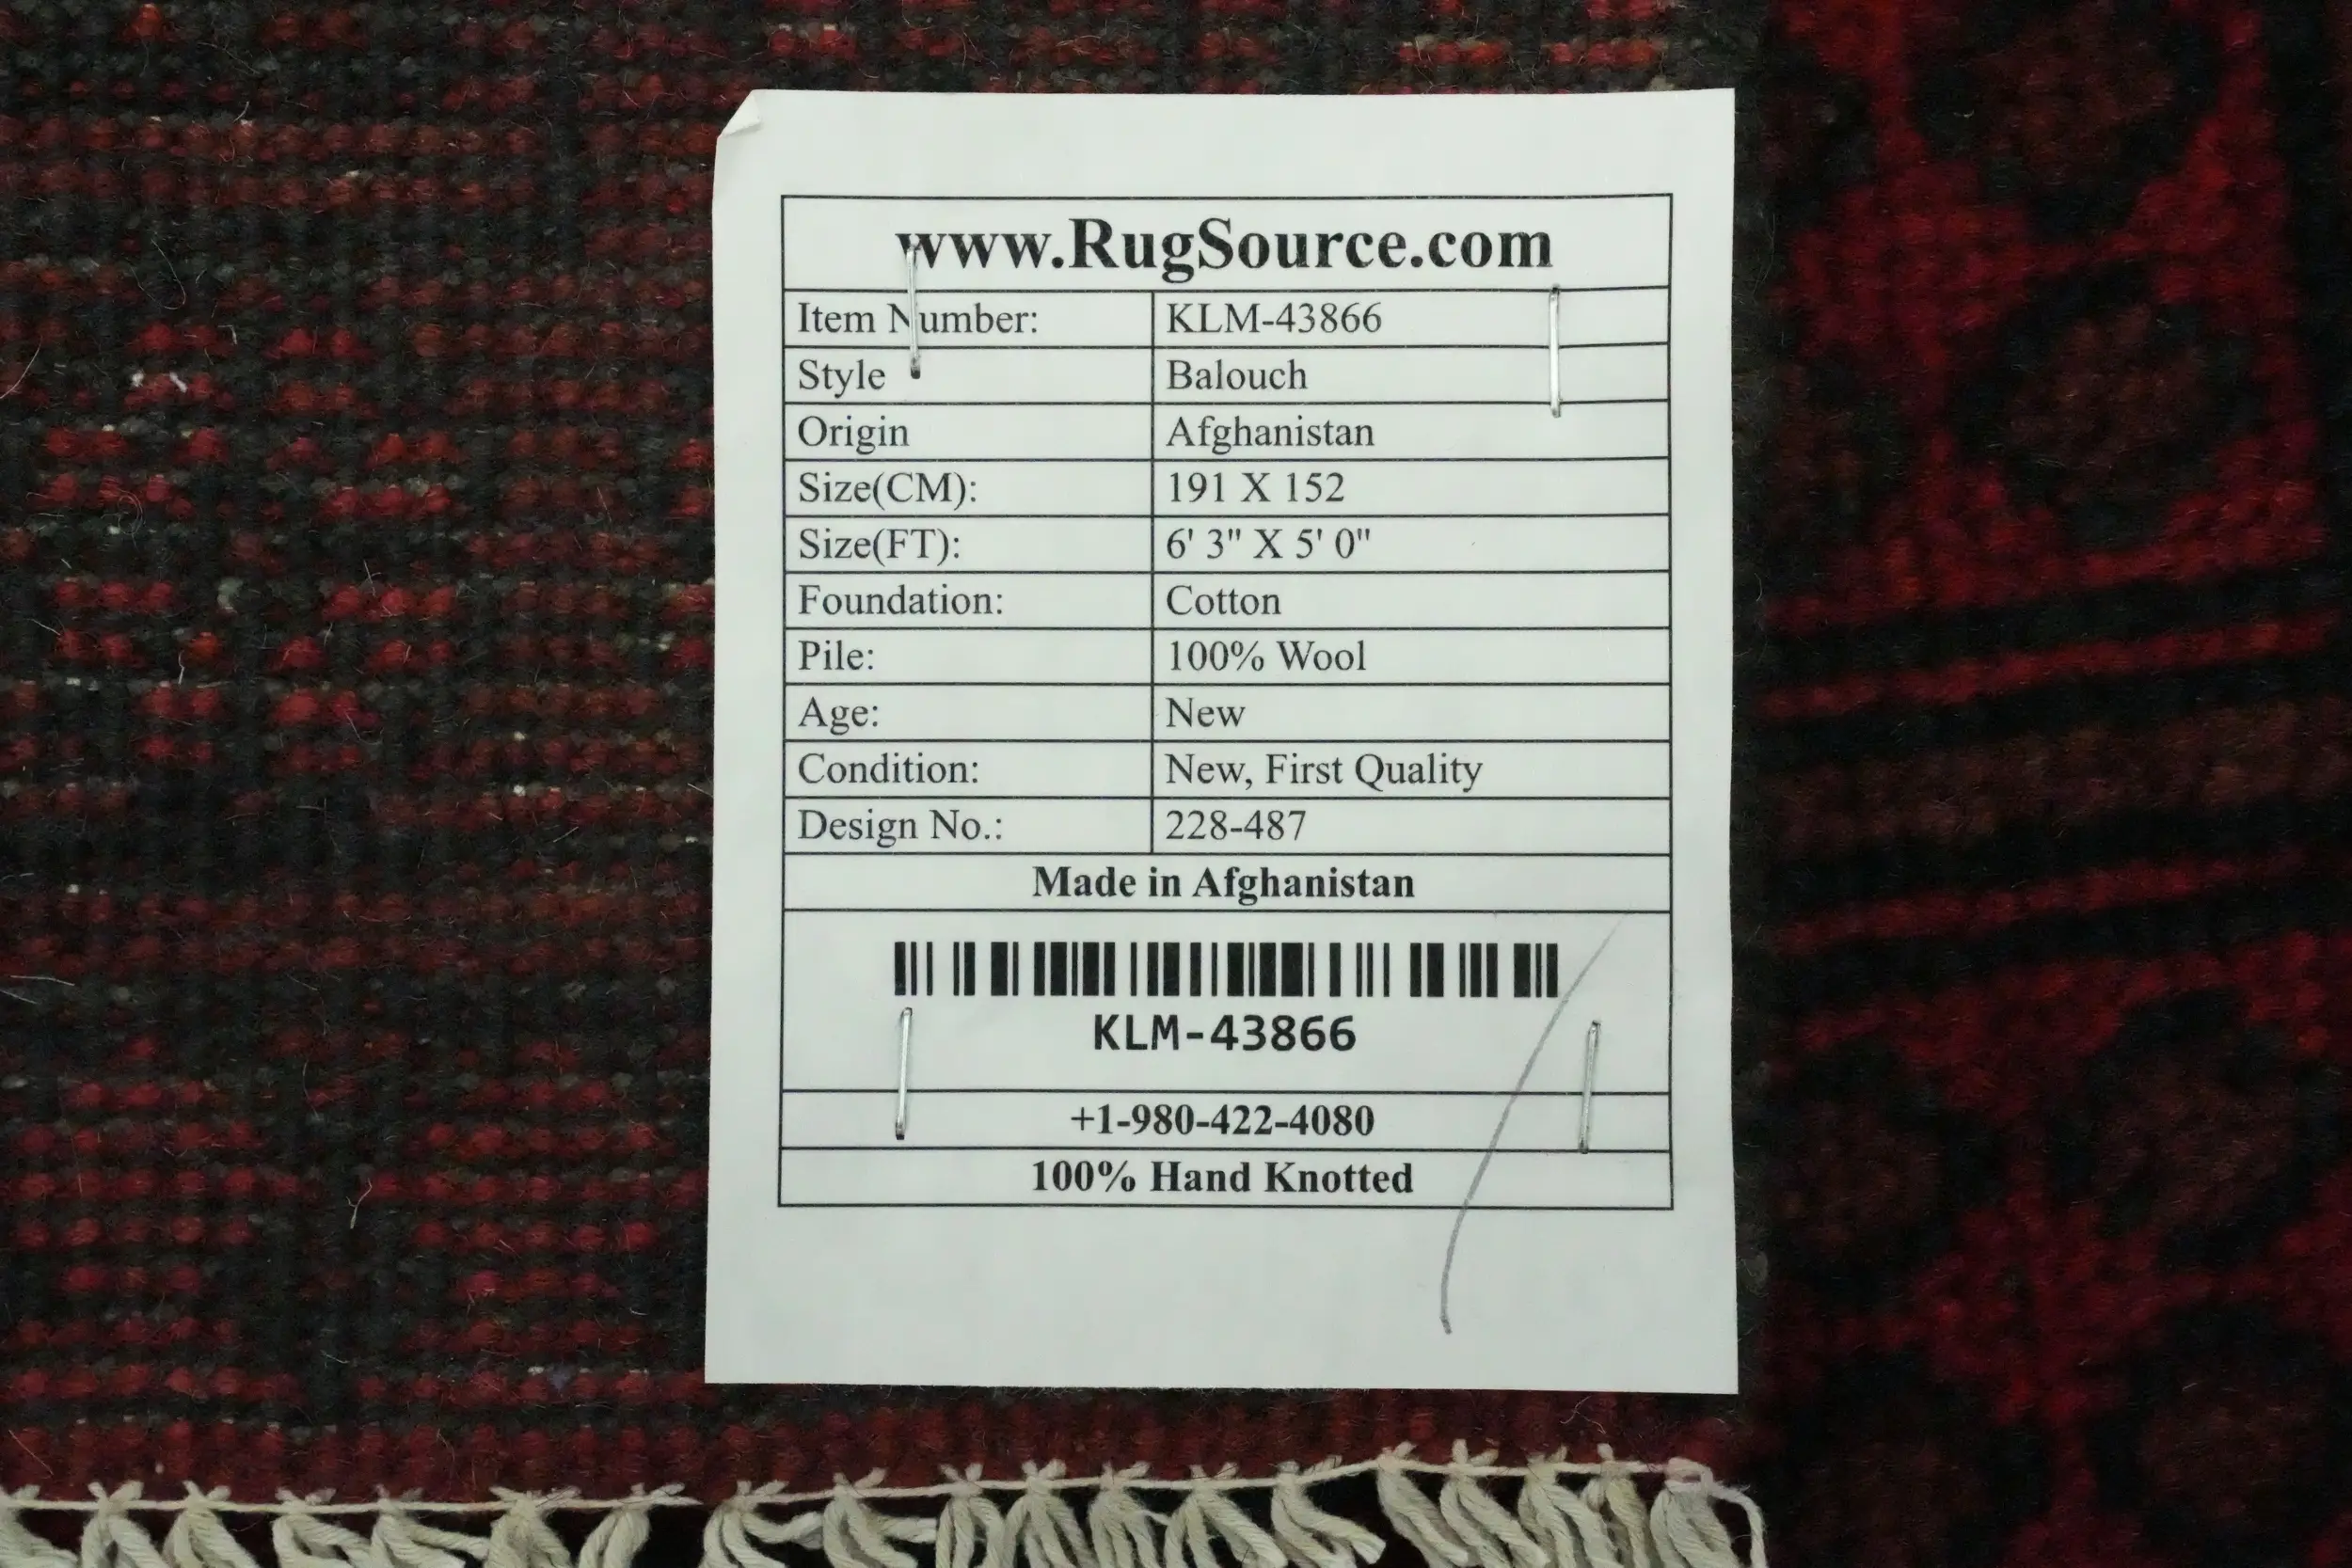 www.RugSource.com
Item Number: KLM-43866
Style Balouch
Origin Afghanistan
Size(CM): 191 X 152
Size(FT): 6' 3" X 5' 0"
Foundation: Cotton
Pile: 100% Wool
Age: New
Condition: New, First Quality
Design No.: 228-487
Made in Afghanistan
KLM-43866
+1-980-422-4080
100% Hand Knotted